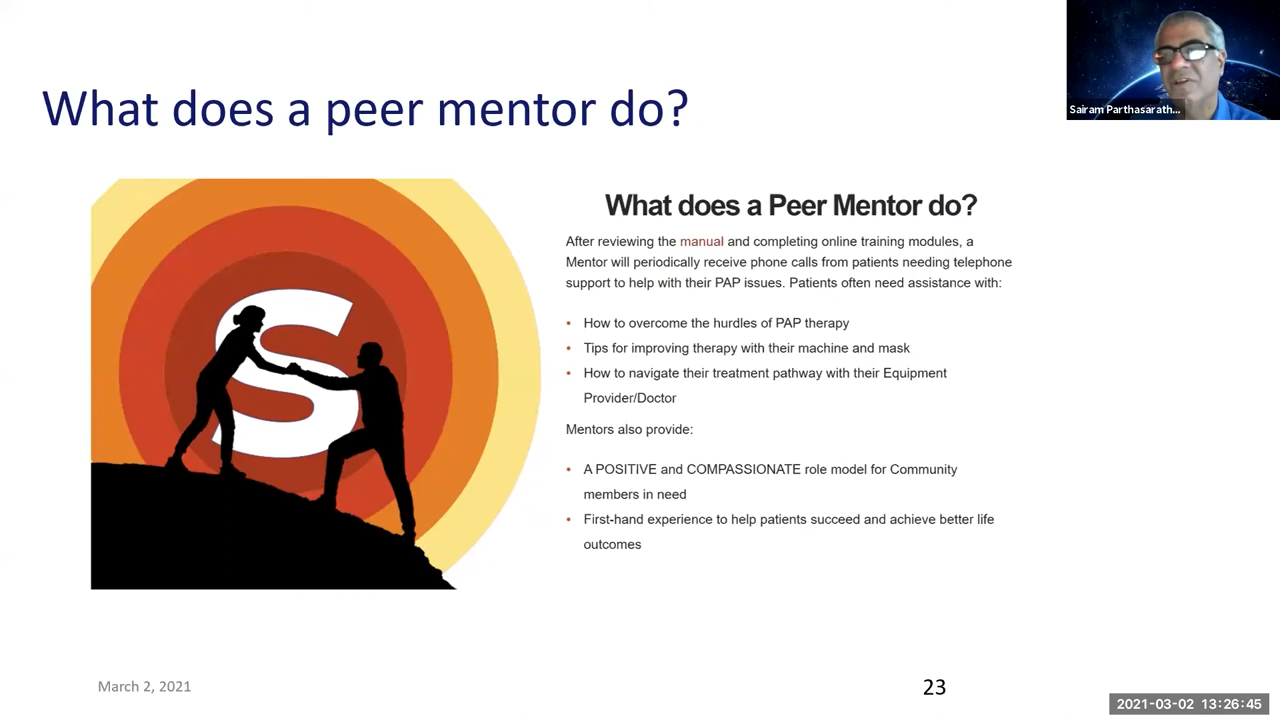 Sairam Parthasarath...
What does a peer mentor do?
S
What does a Peer Mentor do?
After reviewing the manual and completing online training modules, a
Mentor will periodically receive phone calls from patients needing telephone
support to help with their PAP issues. Patients often need assistance with:
• How to overcome the hurdles of PAP therapy
• Tips for improving therapy with their machine and mask
• How to navigate their treatment pathway with their Equipment
Provider/Doctor
Mentors also provide:
• A POSITIVE and COMPASSIONATE role model for Community
members in need
• First-hand experience to help patients succeed and achieve better life
outcomes
March 2, 2021
23
2021-03-02 13:26:45